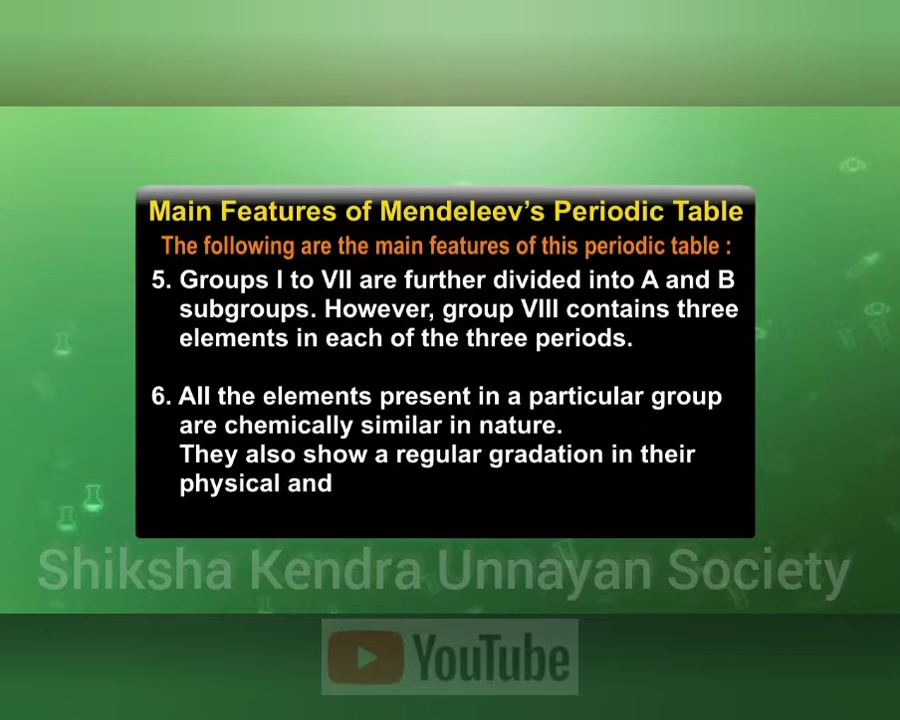 Main Features of Mendeleev's Periodic Table
The following are the main features of this periodic table :
5. Groups I to VII are further divided into A and B
subgroups. However, group VIII contains three
elements in each of the three periods.
6. All the elements present in a particular group
are chemically similar in nature.
They also show a regular gradation in their
physical and
Shiksha Kendra Unnayan Society
YouTube